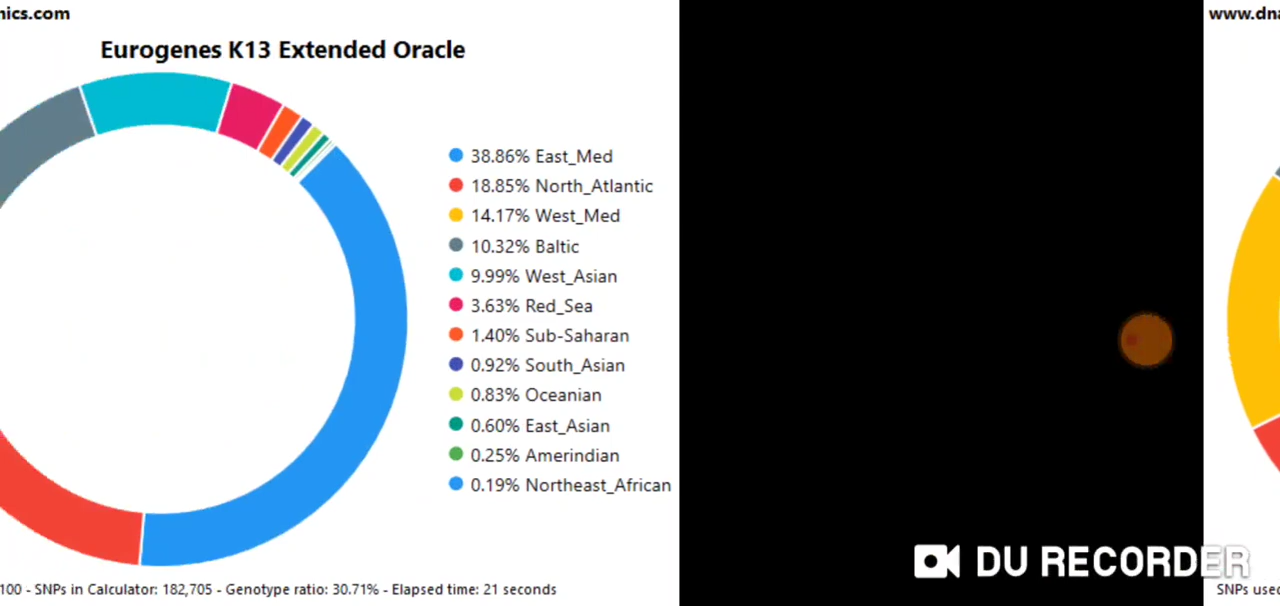 nics.com
www.dna
Eurogenes K13 Extended Oracle
38.86% East_Med
18.85% North_Atlantic
14.17% West_Med
10.32% Baltic
9.99% West_Asian
3.63% Red_Sea
1.40% Sub-Saharan
0.92% South_Asian
0.83% Oceanian
0.60% East_Asian
0.25% Amerindian
0.19% Northeast_African
DU RECORDER
100 - SNPs in Calculator: 182,705 - Genotype ratio: 30.71% - Elapsed time: 21 seconds
SNPs used